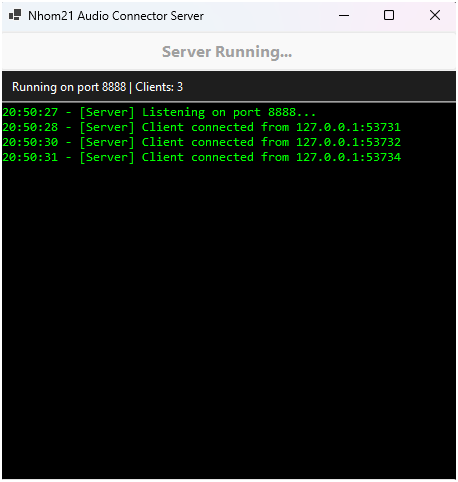 Nhom21 Audio Connector Server
Server Running...
Running on port 8888 | Clients: 3
20:50:27 - [Server] Listening on port 8888...
20:50:28 - [Server] Client connected from 127.0.0.1:53731
20:50:30 - [Server] Client connected from 127.0.0.1:53732
20:50:31 - [Server] Client connected from 127.0.0.1:53734